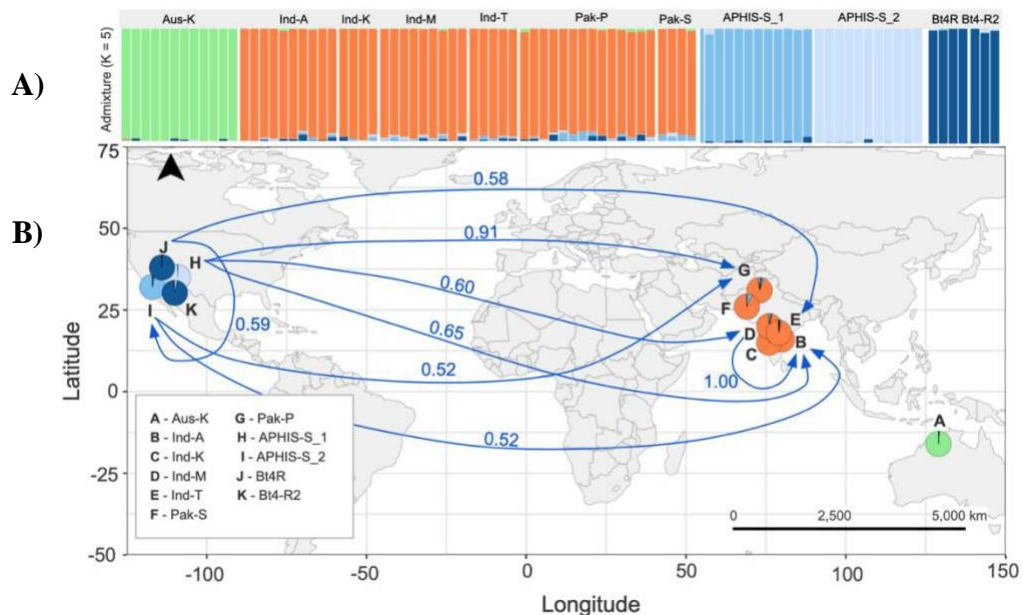 Aus-K Ind-A Ind-K Ind-M Ind-T Pak-P Pak-S APHIS-S_1 APHIS-S_2 Bt4R Bt4-R2
A)
Admixture (K = 5)
B)
75
50
25
0
-25
-50
Latitude
0.58
0.91
0.60
0.65
0.59
0.52
1.00
0.52
J
H
I
K
G
F
E
D
B
C
A
A - Aus-K G - Pak-P
B - Ind-A H - APHIS-S_1
C - Ind-K I - APHIS-S_2
D - Ind-M J - Bt4R
E - Ind-T K - Bt4-R2
F - Pak-S
0 2,500 5,000 km
-100 -50 0 50 100 150
Longitude